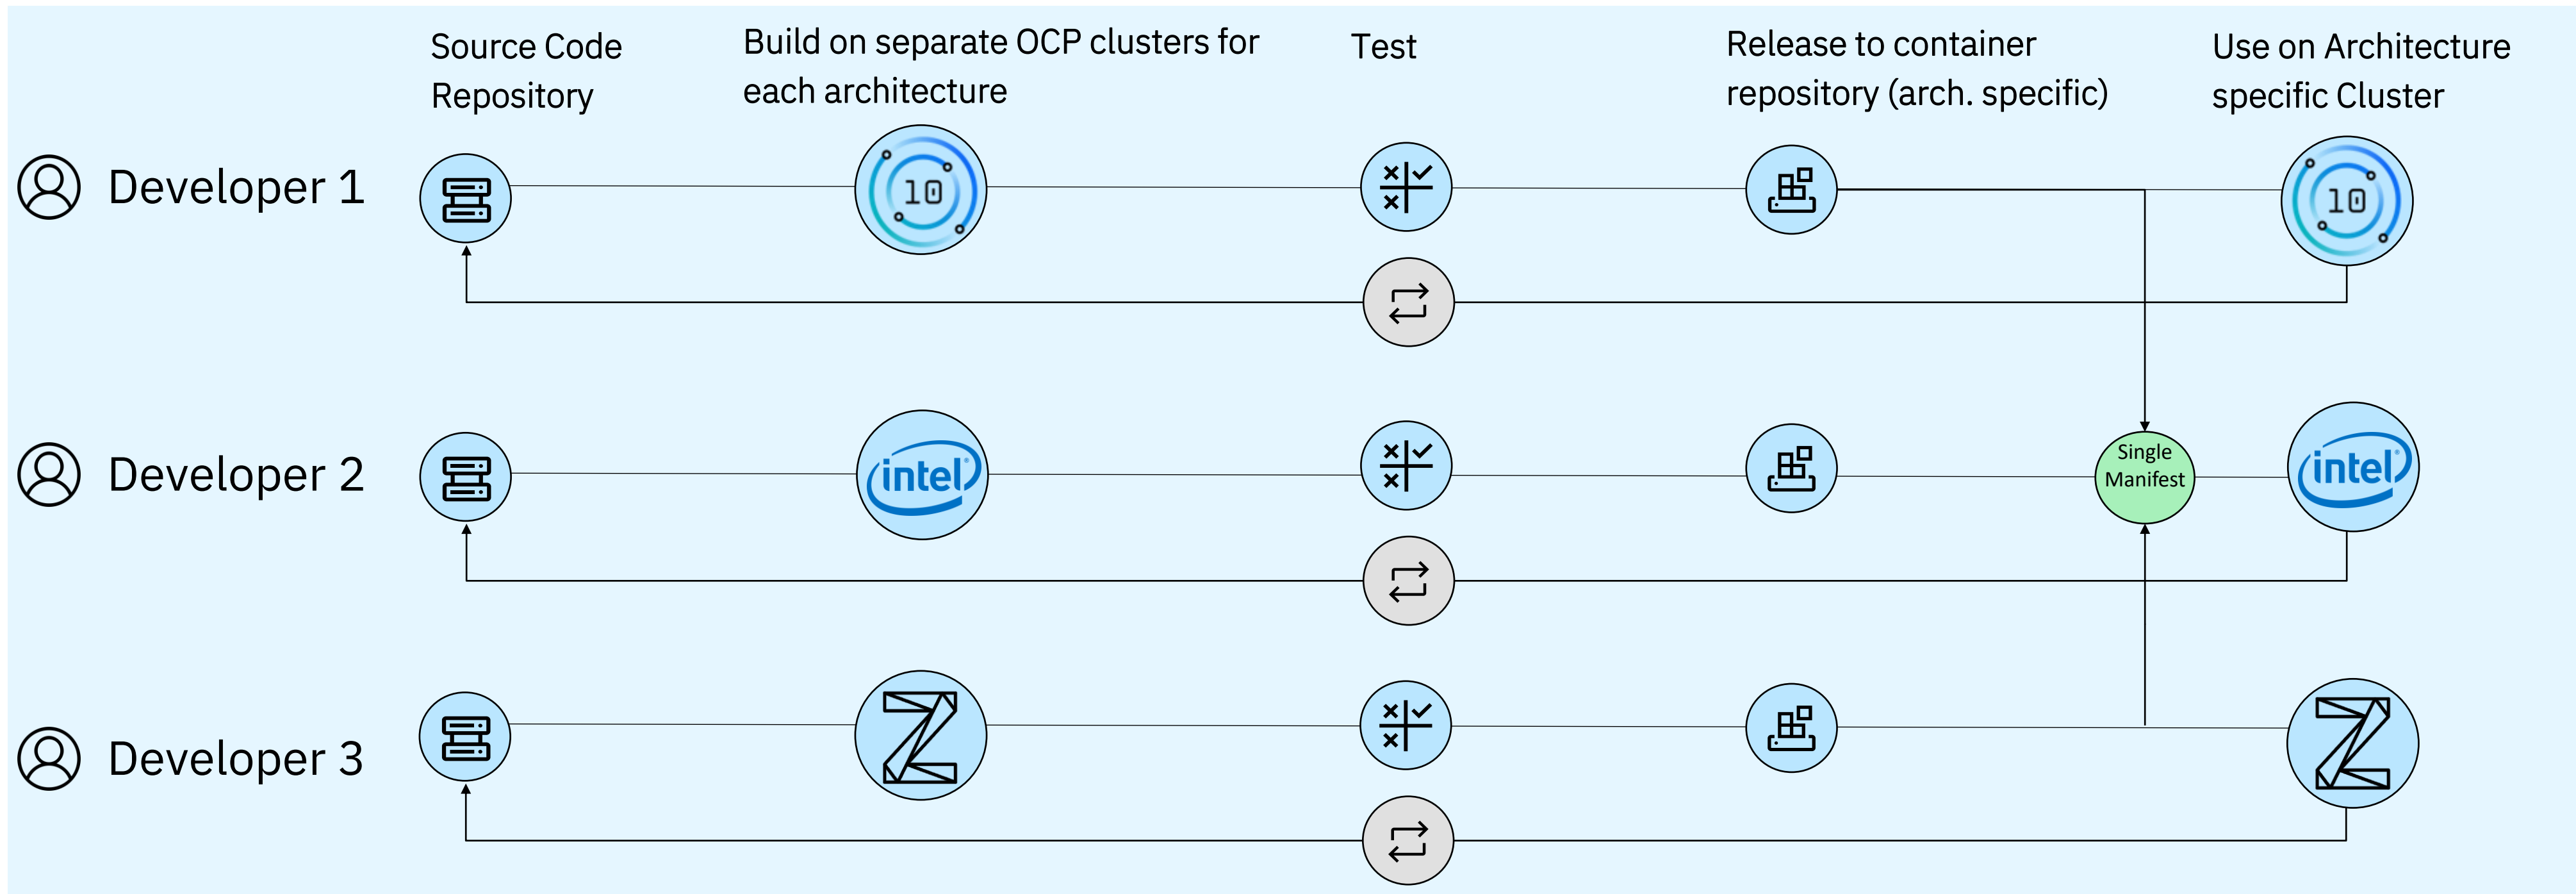 Source Code
Repository
Build on separate OCP clusters for
each architecture
Test
Release to container
repository (arch. specific)
Use on Architecture
specific Cluster
Developer 1
10
10
Developer 2
intel
Single
Manifest
intel
Developer 3
Z
Z